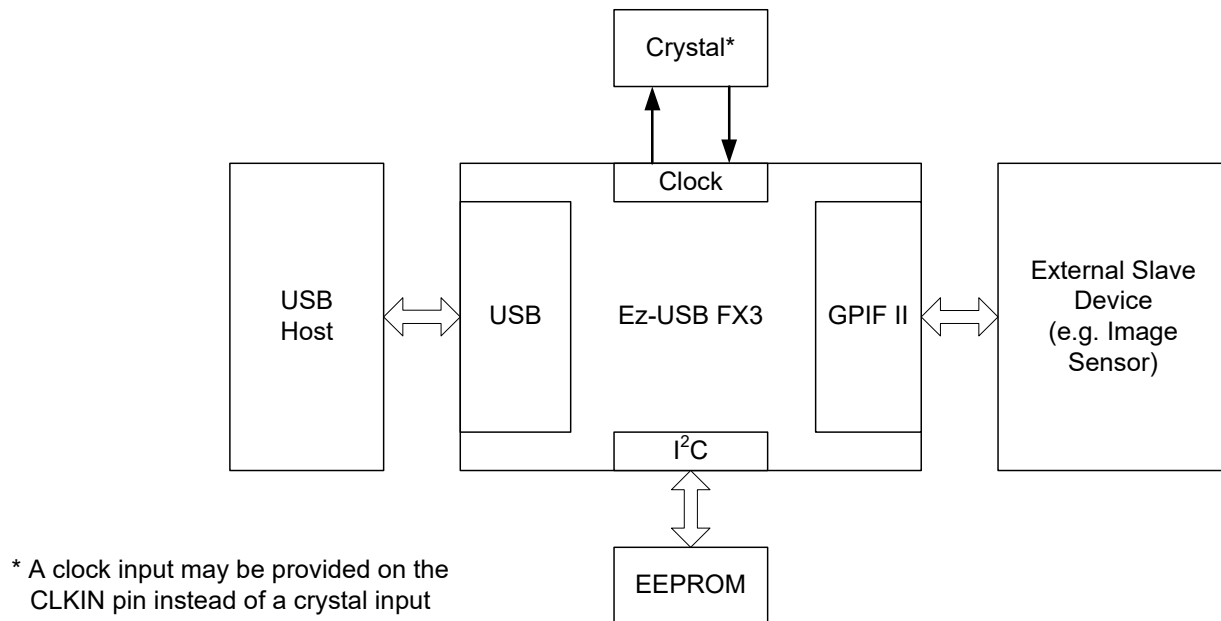 Crystal*
Clock
USB
Host
USB
Ez-USB FX3
GPIF II
External Slave
Device
(e.g. Image
Sensor)
I²C
EEPROM
* A clock input may be provided on the
CLKIN pin instead of a crystal input